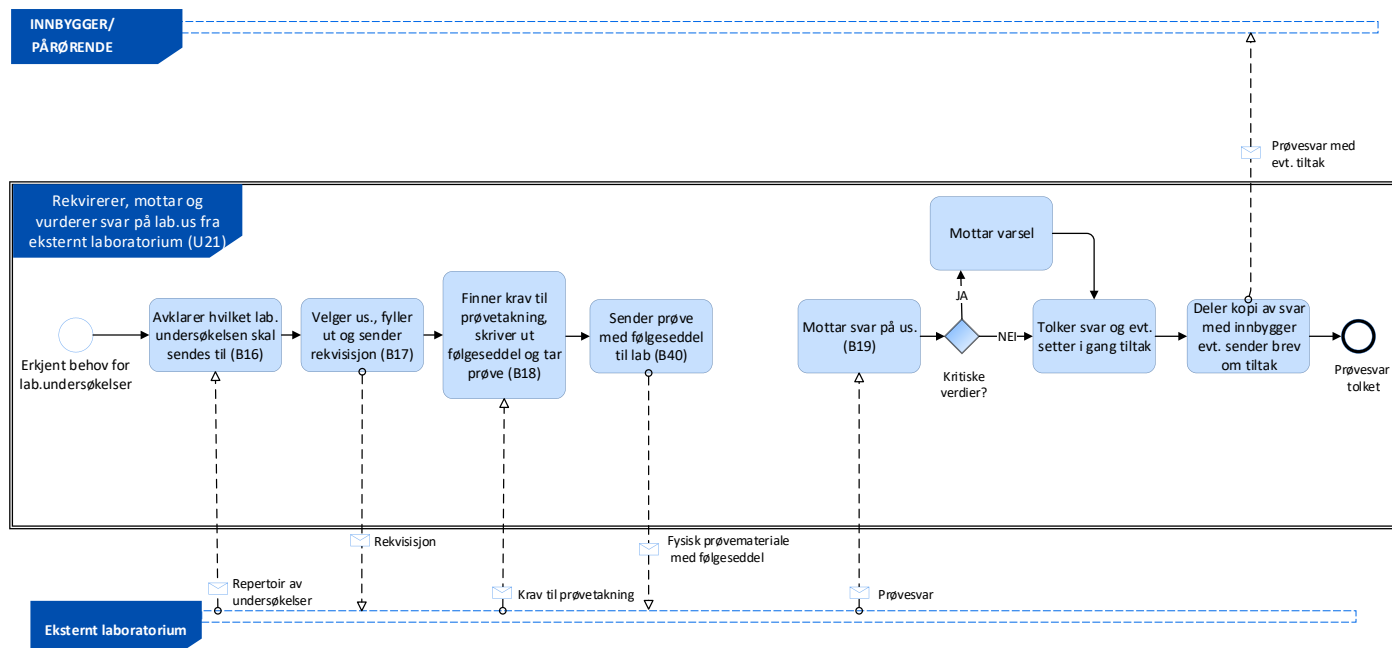 INNBYGGER/
PÅRØRENDE
Prøvesvar med
evt. tiltak
Rekvirerer, mottar og
vurderer svar på lab.us fra
eksternt laboratorium (U21)
Mottar varsel
JA
Erkjent behov for
lab.undersøkelser
Avklarer hvilket lab.
undersøkelsen skal
sendes til (B16)
Velger us., fyller
ut og sender
rekvisisjon (B17)
Finner krav til
prøvetakning,
skriver ut
følgeseddel og tar
prøve (B18)
Sender prøve
med følgeseddel
til lab (B40)
Mottar svar på us.
(B19)
Kritiske
verdier?
NEI
Tolker svar og evt.
setter i gang tiltak
Deler kopi av svar
med innbygger
evt. sender brev
om tiltak
Prøvesvar
tolket
Repertoir av
undersøkelser
Rekvisisjon
Krav til prøvetakning
Fysisk prøvemateriale
med følgeseddel
Prøvesvar
Eksternt laboratorium